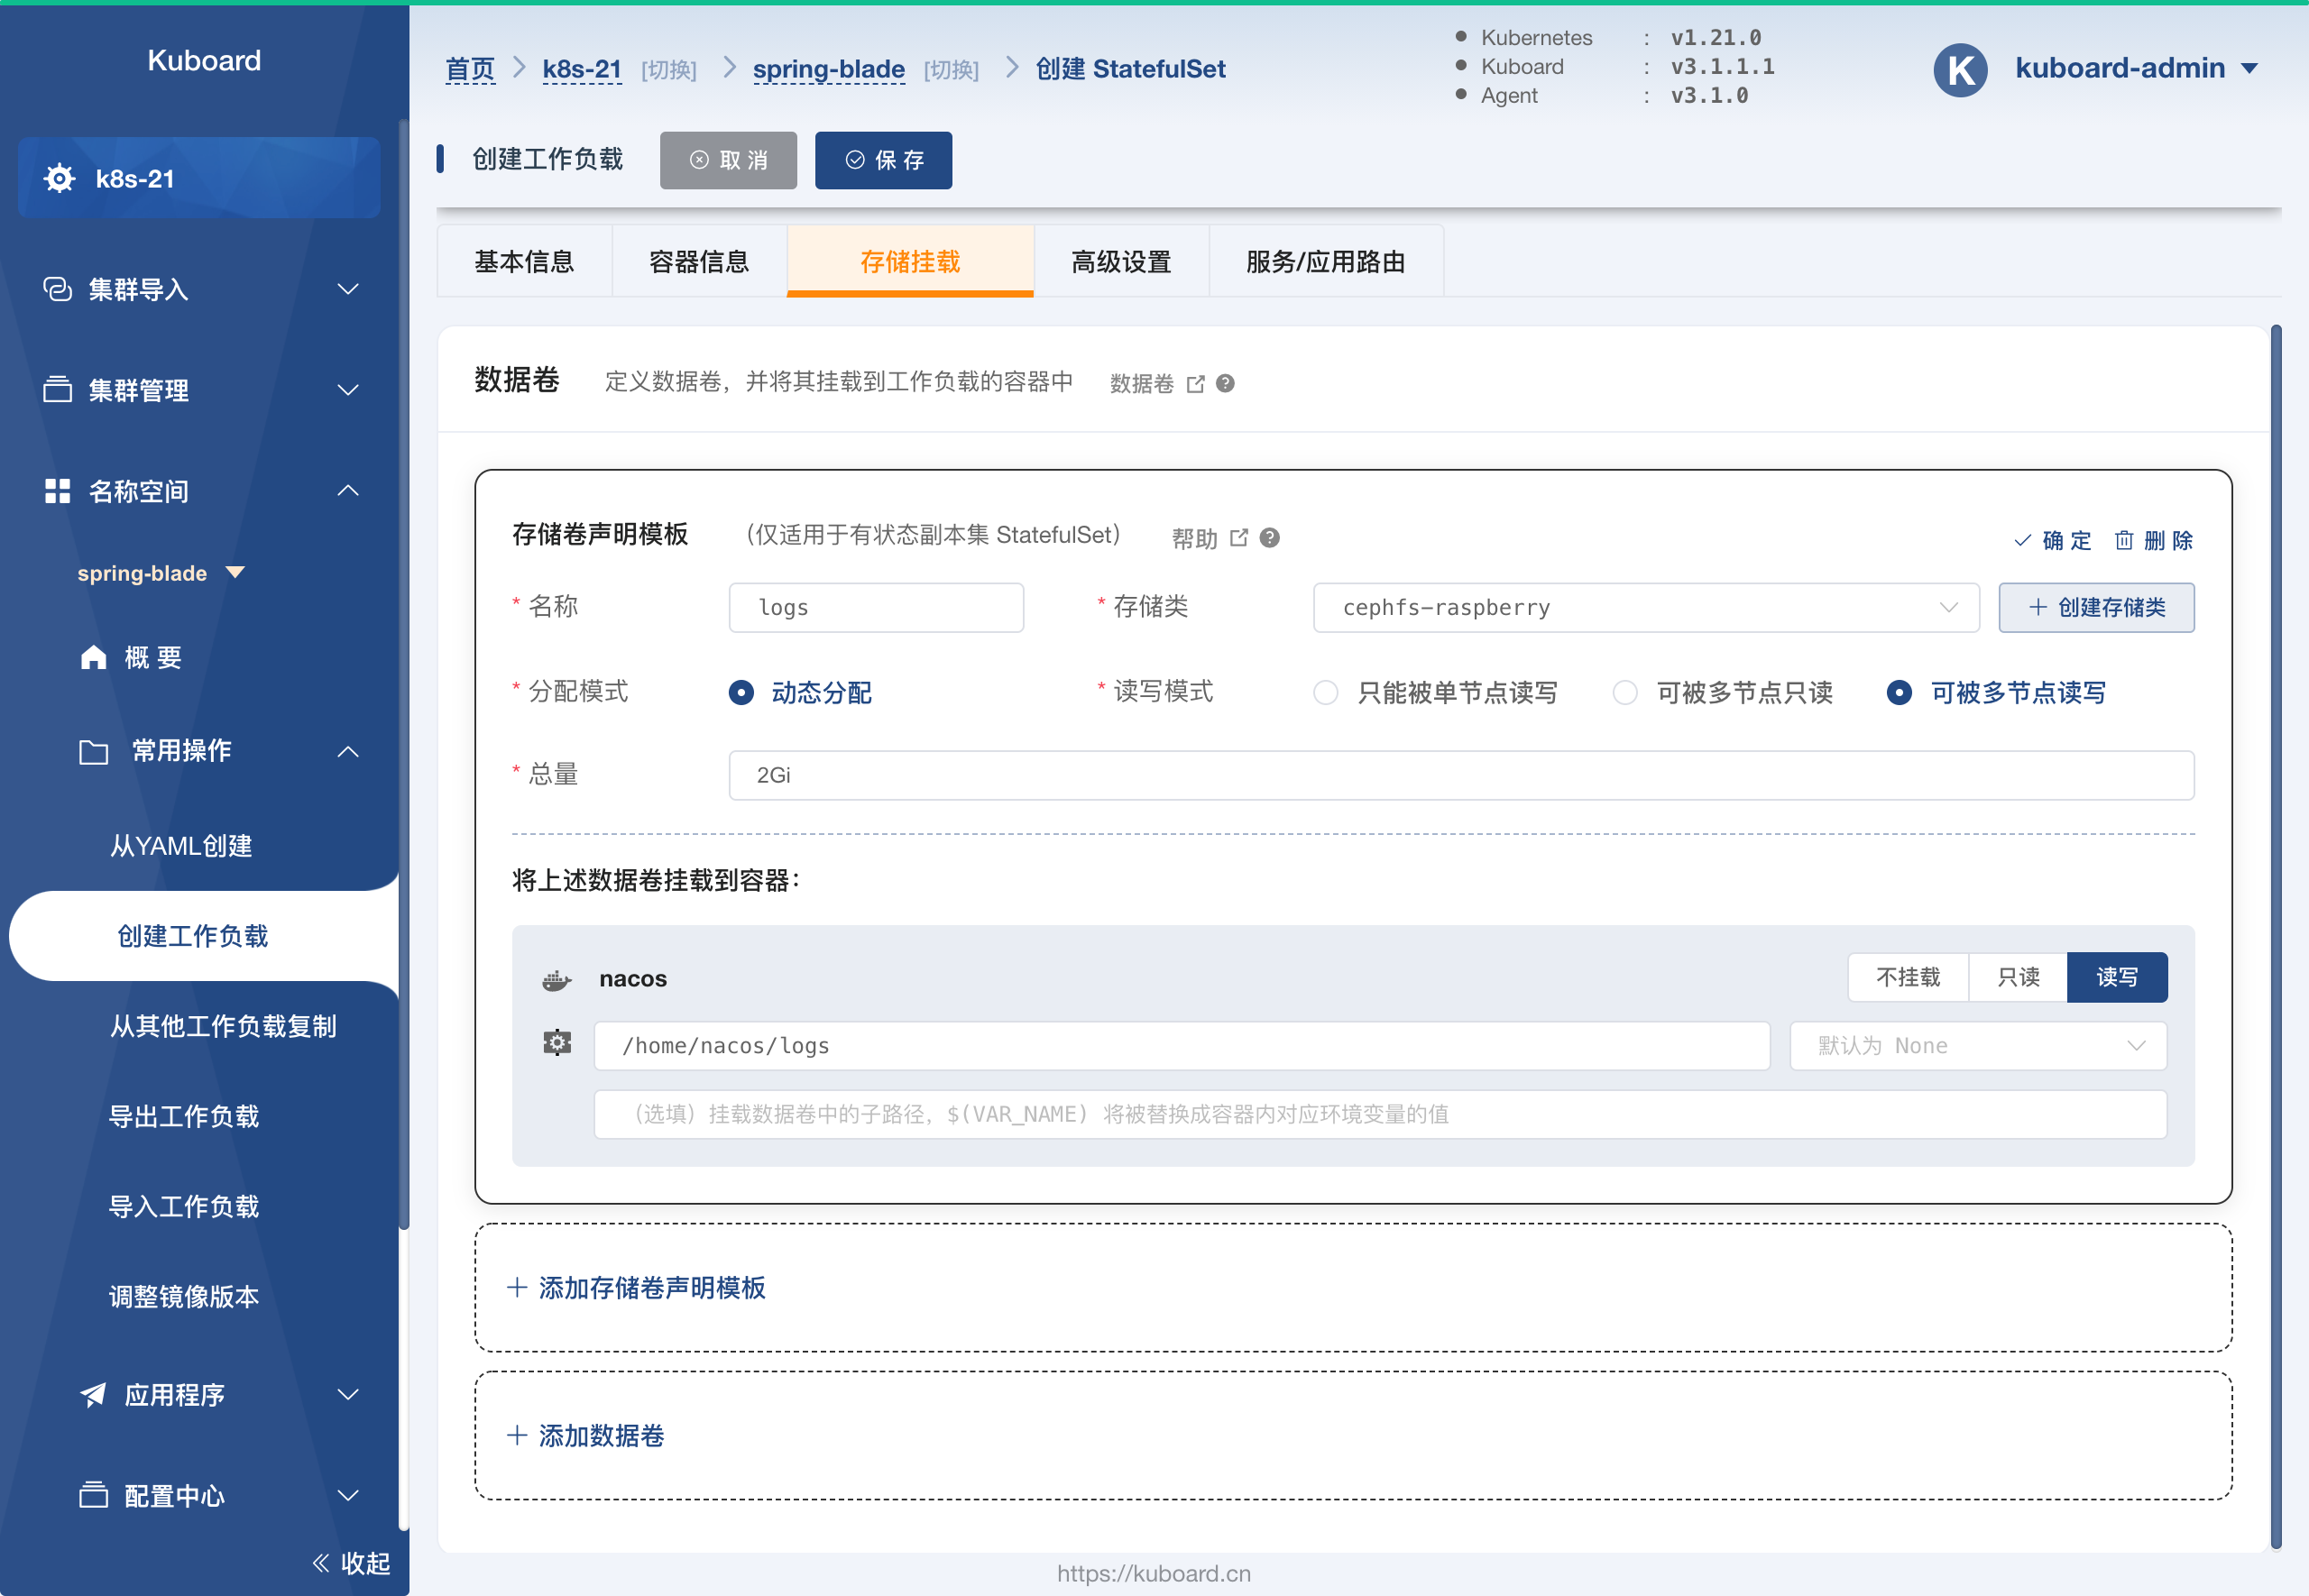 Kuboard
k8s-21
集群导入
集群管理
名称空间
spring-blade
概 要
常用操作
从YAML创建
创建工作负载
从其他工作负载复制
导出工作负载
导入工作负载
调整镜像版本
应用程序
配置中心
收起
首页 k8s-21 [切换] spring-blade [切换] 创建 StatefulSet
Kubernetes : v1.21.0
Kuboard : v3.1.1.1
Agent : v3.1.0
K kuboard-admin
创建工作负载 取 消 保 存
基本信息 容器信息 存储挂载 高级设置 服务/应用路由
数据卷 定义数据卷，并将其挂载到工作负载的容器中 数据卷 ?
存储卷声明模板 （仅适用于有状态副本集 StatefulSet） 帮助 ? 确 定 删 除
* 名称 logs * 存储类 cephfs-raspberry + 创建存储类
* 分配模式 动态分配 * 读写模式 只能被单节点读写 可被多节点只读 可被多节点读写
* 总量 2Gi
将上述数据卷挂载到容器：
nacos 不挂载 只读 读写
/home/nacos/logs 默认为 None
（选填）挂载数据卷中的子路径，$(VAR_NAME) 将被替换成容器内对应环境变量的值
+ 添加存储卷声明模板
+ 添加数据卷
https://kuboard.cn